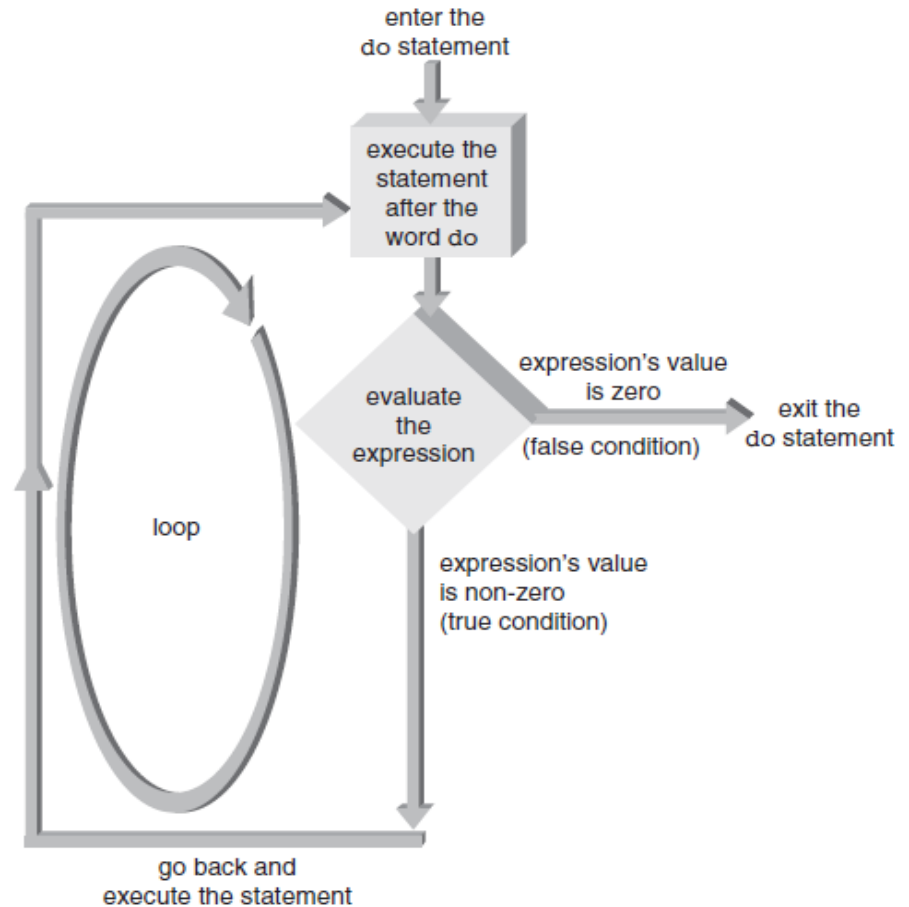 enter the
do statement
execute the
statement
after the
word do
evaluate
the
expression
expression's value
is zero
(false condition)
exit the
do statement
loop
expression's value
is non-zero
(true condition)
go back and
execute the statement